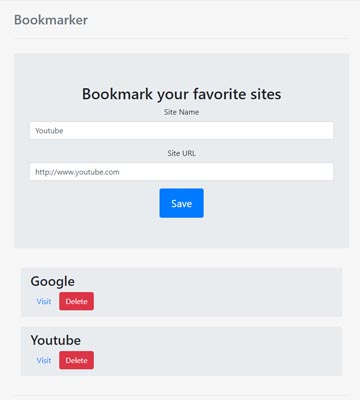 Bookmarker
Bookmark your favorite sites
Site Name
Youtube
Site URL
http://www.youtube.com
Save
Google
Visit Delete
Youtube
Visit Delete